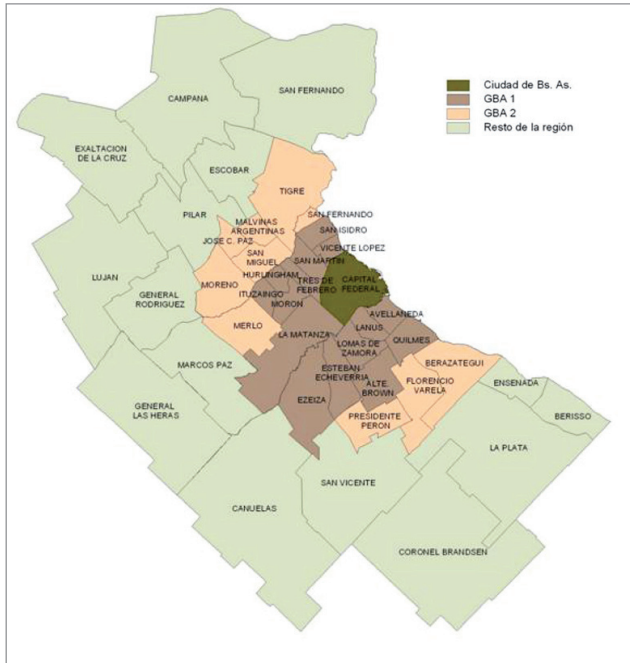 Ciudad de Bs. As.
GBA 1
GBA 2
Resto de la región
SAN FERNANDO
CAMPANA
EXALTACION
DE LA CRUZ
ESCOBAR
TIGRE
PILAR
MALVINAS
ARGENTINAS
SAN FERNANDO
SAN ISIDRO
JOSE C. PAZ
VICENTE LOPEZ
SAN
MIGUEL
SAN MARTIN
LUJAN
HURLINGHAM
TRES DE
FEBRERO
CAPITAL
FEDERAL
MORENO
ITUZAINGO
GENERAL
RODRIGUEZ
MORON
AVELLANEDA
MERLO
LA MATANZA
LANUS
LOMAS DE
ZAMORA
QUILMES
MARCOS PAZ
ESTEBAN
ECHEVERRIA
BERAZATEGUI
ALTE.
BROWN
FLORENCIO
VARELA
ENSENADA
EZEIZA
GENERAL
LAS HERAS
PRESIDENTE
PERON
BERISSO
LA PLATA
SAN VICENTE
CANUELAS
CORONEL BRANDSEN